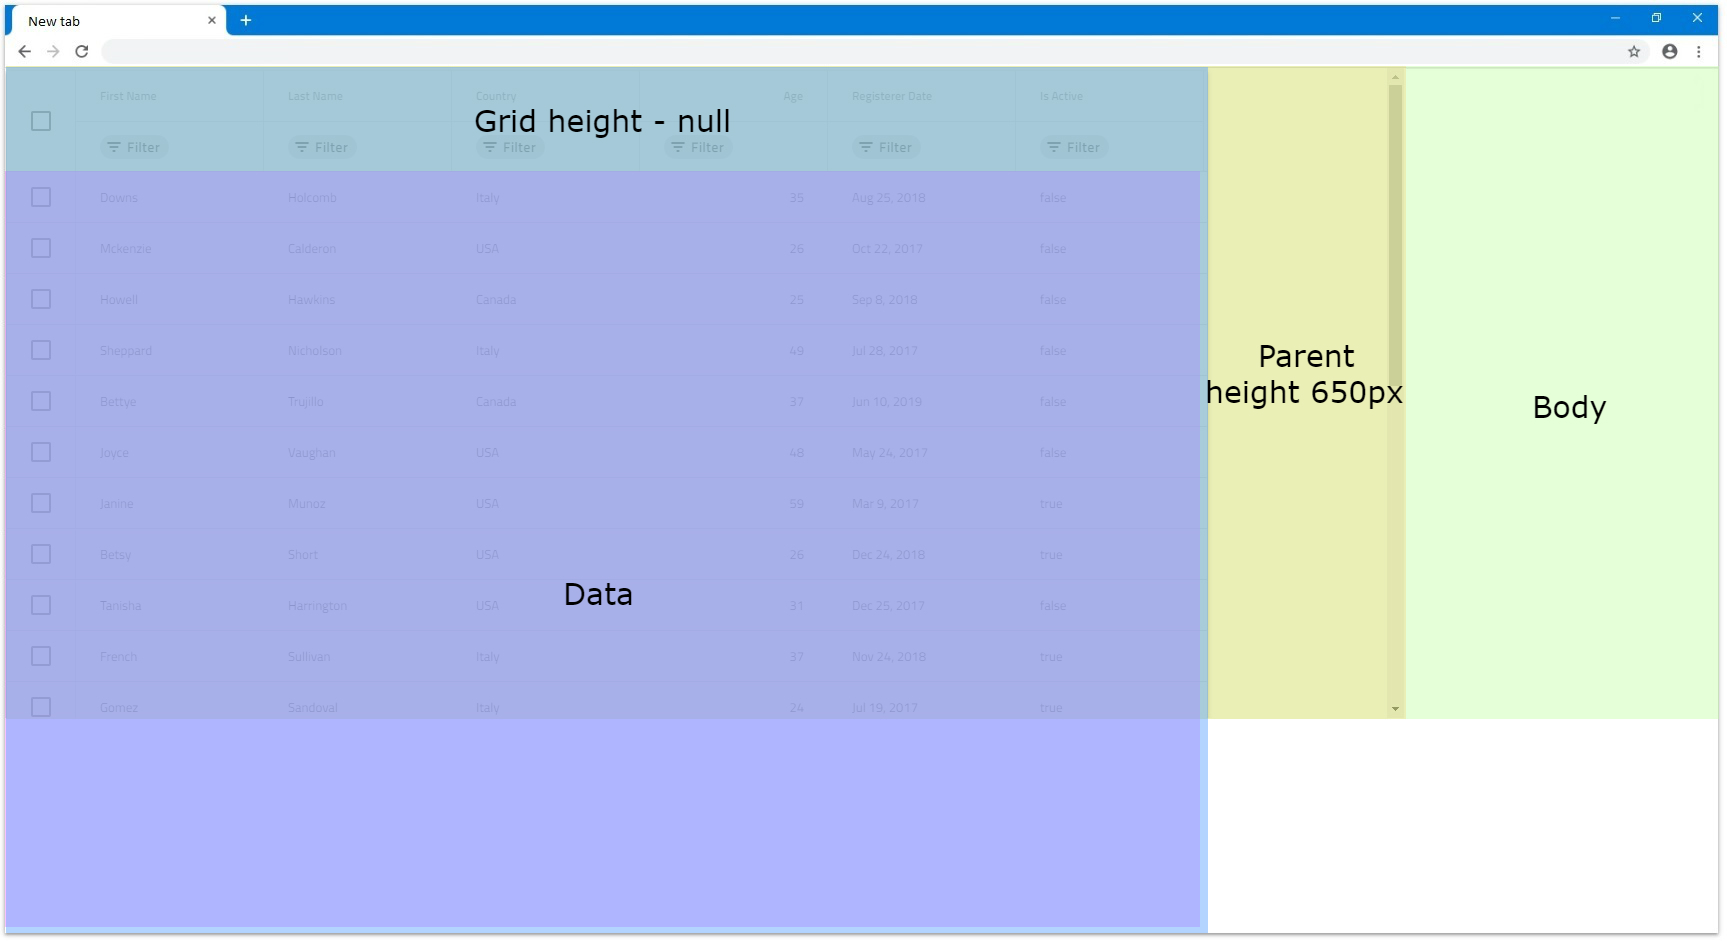 New tab
First Name Last Name Country Age Registerer Date Is Active
Grid height - null
Filter Filter Filter Filter Filter Filter
Downs Holcomb Italy 35 Aug 25, 2018 false
Mckenzie Calderon USA 26 Oct 22, 2017 false
Howell Hawkins Canada 25 Sep 8, 2018 false
Sheppard Nicholson Italy 49 Jul 28, 2017 false
Parent
height 650px
Body
Bettye Trujillo Canada 37 Jun 10, 2019 false
Joyce Vaughan USA 48 May 24, 2017 false
Janine Munoz USA 59 Mar 9, 2017 true
Betsy Short USA 26 Dec 24, 2018 true
Data
Tanisha Harrington USA 31 Dec 25, 2017 false
French Sullivan Italy 37 Nov 24, 2018 true
Gomez Sandoval Italy 24 Jul 19, 2017 true